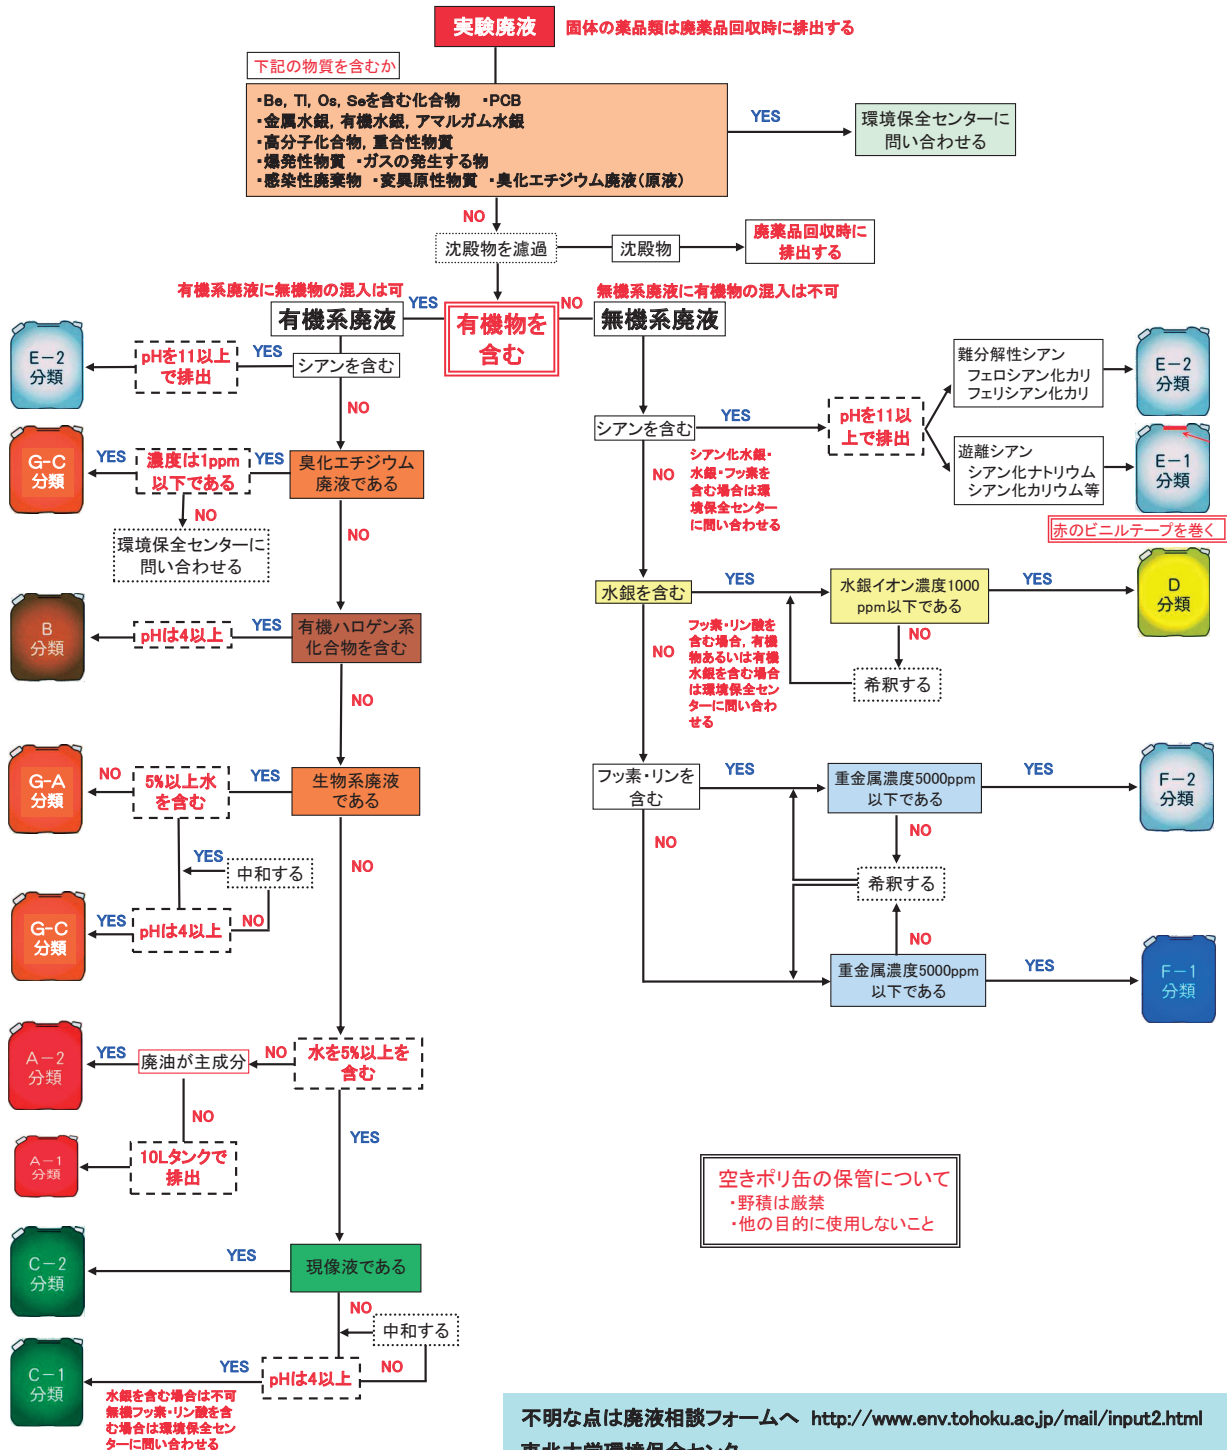 実験廃液
固体の薬品類は廃薬品回収時に排出する
下記の物質を含むか
・Be, Tl, Os, Seを含む化合物　・PCB
・金属水銀, 有機水銀, アマルガム水銀
・高分子化合物, 重合性物質
・爆発性物質　・ガスの発生する物
・感染性廃棄物　・変異原性物質　・臭化エチジウム廃液(原液)
YES
環境保全センターに
問い合わせる
NO
沈殿物を濾過
沈殿物
廃薬品回収時に
排出する
有機系廃液に無機物の混入は可
無機系廃液に有機物の混入は不可
有機系廃液
YES
有機物を
含む
NO
無機系廃液
E－2
分類
YES
pHを11以上
で排出
シアンを含む
NO
G-C
分類
YES
濃度は1ppm
以下である
YES
臭化エチジウム
廃液である
NO
環境保全センターに
問い合わせる
NO
B
分類
pHは4以上
YES
有機ハロゲン系
化合物を含む
NO
G-A
分類
NO
5%以上水
を含む
YES
生物系廃液
である
YES
中和する
NO
G-C
分類
YES
pHは4以上
NO
A－2
分類
YES
廃油が主成分
NO
水を5%以上を
含む
NO
YES
A－1
分類
10Lタンクで
排出
C－2
分類
YES
現像液である
NO
中和する
C－1
分類
YES
pHは4以上
NO
水銀を含む場合は不可
無機フッ素・リン酸を含
む場合は環境保全セン
ターに問い合わせる
シアンを含む
YES
pHを11以
上で排出
難分解性シアン
フェロシアン化カリ
フェリシアン化カリ
E－2
分類
遊離シアン
シアン化ナトリウム
シアン化カリウム等
E－1
分類
赤のビニルテープを巻く
NO
シアン化水銀・
水銀・フッ素を
含む場合は環
境保全センター
に問い合わせる
水銀を含む
YES
水銀イオン濃度1000
ppm以下である
YES
D
分類
NO
希釈する
NO
フッ素・リン酸を
含む場合, 有機
物あるいは有機
水銀を含む場合
は環境保全セン
ターに問い合わ
せる
フッ素・リンを
含む
YES
重金属濃度5000ppm
以下である
YES
F－2
分類
NO
NO
希釈する
NO
重金属濃度5000ppm
以下である
YES
F－1
分類
空きポリ缶の保管について
・野積は厳禁
・他の目的に使用しないこと
不明な点は廃液相談フォームへ http://www.env.tohoku.ac.jp/mail/input2.html
東北大学環境保全センター